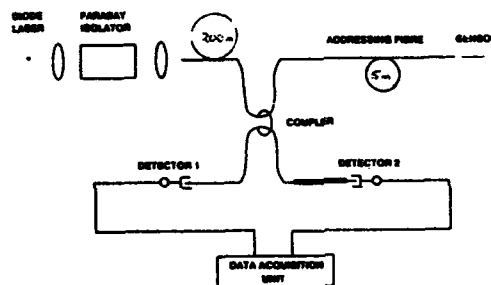 DIODE
LASER
FARADAY
ISOLATOR
200m
ADDRESSING FIBRE
SENSOR
5m
COUPLER
DETECTOR 1
DETECTOR 2
DATA ACQUISITION
UNIT